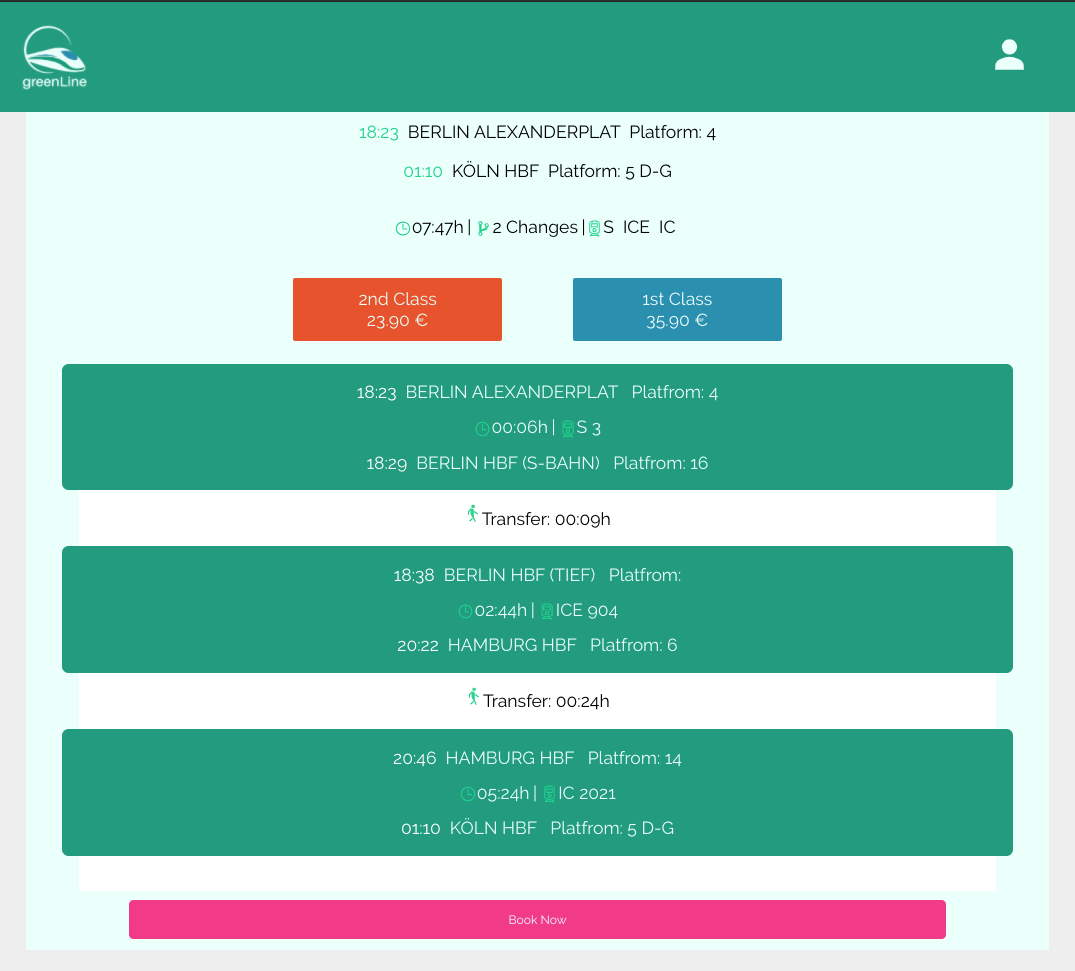 greenLine
18:23 BERLIN ALEXANDERPLAT Platform: 4
01:10 KÖLN HBF Platform: 5 D-G
07:47h | 2 Changes | S ICE IC
2nd Class
23.90 €
1st Class
35.90 €
18:23 BERLIN ALEXANDERPLAT Platfrom: 4
00:06h | S 3
18:29 BERLIN HBF (S-BAHN) Platfrom: 16
Transfer: 00:09h
18:38 BERLIN HBF (TIEF) Platfrom:
02:44h | ICE 904
20:22 HAMBURG HBF Platfrom: 6
Transfer: 00:24h
20:46 HAMBURG HBF Platfrom: 14
05:24h | IC 2021
01:10 KÖLN HBF Platfrom: 5 D-G
Book Now